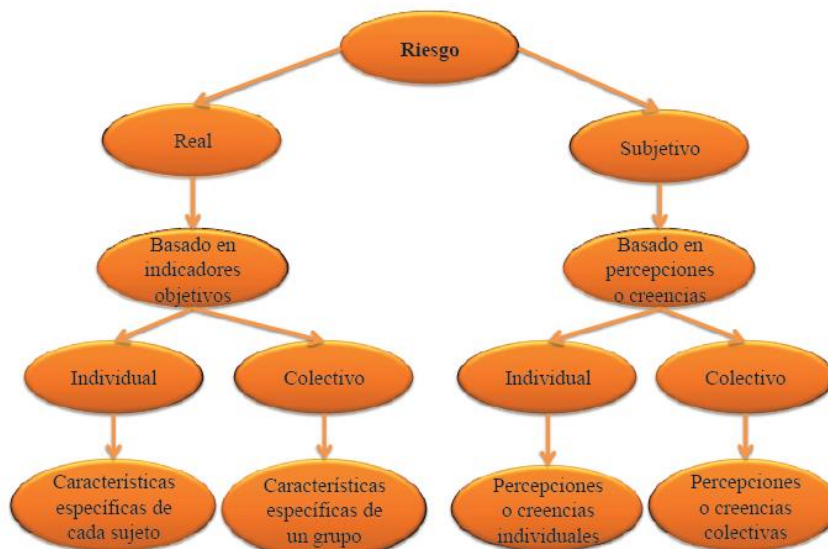 Riesgo
Real
Subjetivo
Basado en
indicadores
objetivos
Basado en
percepciones
o creencias
Individual
Colectivo
Individual
Colectivo
Características
específicas de
cada sujeto
Características
específicas de
un grupo
Percepciones
o creencias
individuales
Percepciones
o creencias
colectivas